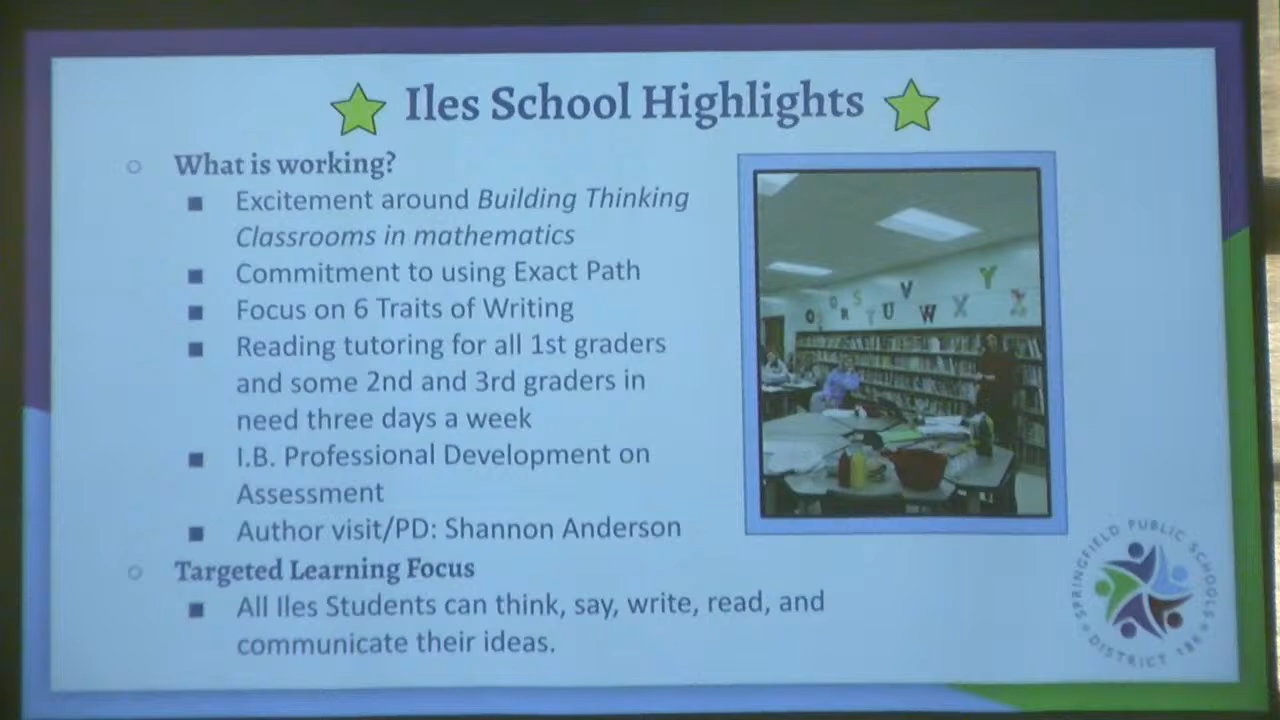 Iles School Highlights
What is working?
Excitement around Building Thinking
Classrooms in mathematics
Commitment to using Exact Path
Focus on 6 Traits of Writing
Reading tutoring for all 1st graders
and some 2nd and 3rd graders in
need three days a week
I.B. Professional Development on
Assessment
Author visit/PD: Shannon Anderson
Targeted Learning Focus
All Iles Students can think, say, write, read, and
communicate their ideas.
R S T U V W X Y
SPRINGFIELD PUBLIC SCHOOLS
DISTRICT 186